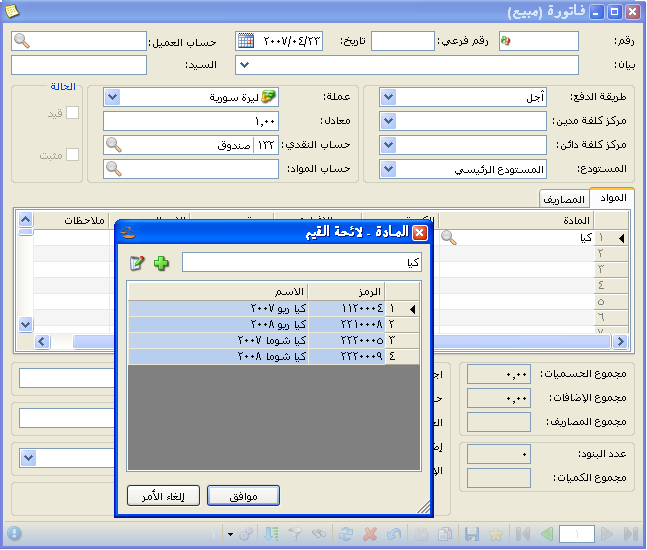 فاتورة (مبيع)
رقم: رقم فرعي: تاريخ: ٢٠٠٧/٠٤/٢٣ حساب العميل:
بيان: السيد:
طريقة الدفع: آجل
مركز كلفة مدين:
مركز كلفة دائن:
المستودع: المستودع الرئيسي
عملة: ليرة سورية
معادل: ١,٠٠
حساب النقدي: ١٢٢ صندوق
حساب المواد:
الحالة
قيد
مثبت
المواد المصاريف
المادة ملاحظات
١ كيا
٢
٣
٤
٥
٦
٧
المادة - لائحة القيم
كيا
الرمز الاسم
١ ١١٢٠٠٠٤ كيا ريو ٢٠٠٧
٢ ٢٢١٠٠٠٨ كيا ريو ٢٠٠٨
٣ ٢٢٢٠٠٠٥ كيا شوما ٢٠٠٧
٤ ٢٢٢٠٠٠٩ كيا شوما ٢٠٠٨
موافق إلغاء الأمر
مجموع الحسميات: ٠,٠٠
مجموع الإضافات: ٠,٠٠
مجموع المصاريف:
عدد البنود: ٠
مجموع الكميات:
١